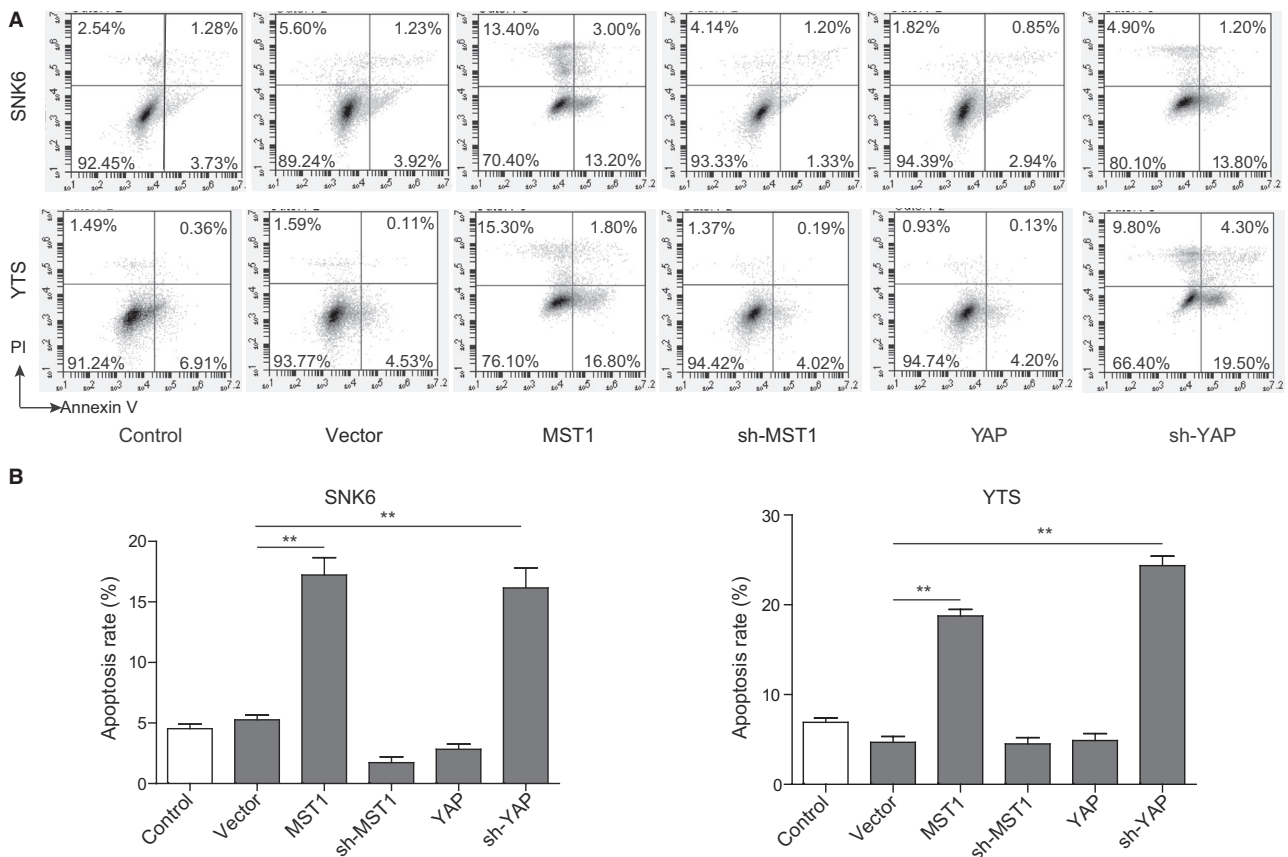 A
SNK6
2.54% 1.28%
92.45% 3.73%
5.60% 1.23%
89.24% 3.92%
13.40% 3.00%
70.40% 13.20%
4.14% 1.20%
93.33% 1.33%
1.82% 0.85%
94.39% 2.94%
4.90% 1.20%
80.10% 13.80%
YTS
1.49% 0.36%
91.24% 6.91%
1.59% 0.11%
93.77% 4.53%
15.30% 1.80%
76.10% 16.80%
1.37% 0.19%
94.42% 4.02%
0.93% 0.13%
94.74% 4.20%
9.80% 4.30%
66.40% 19.50%
PI
Annexin V
Control Vector MST1 sh-MST1 YAP sh-YAP
B
SNK6
Apoptosis rate (%)
20
15
10
5
0
** **
Control Vector MST1 sh-MST1 YAP sh-YAP
YTS
Apoptosis rate (%)
30
20
10
0
** **
Control Vector MST1 sh-MST1 YAP sh-YAP